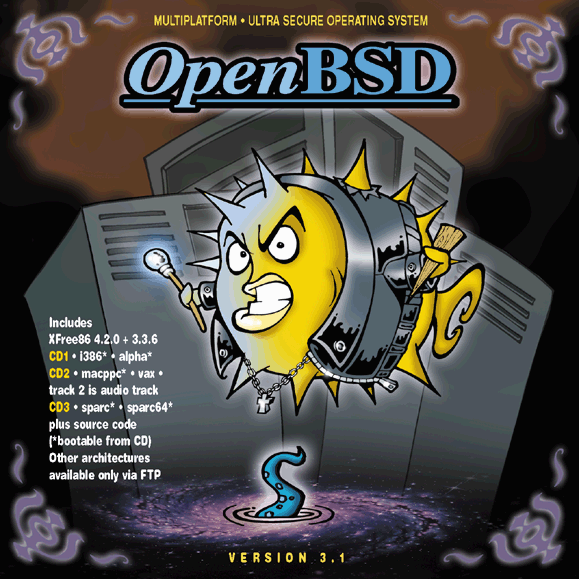 MULTIPLATFORM • ULTRA SECURE OPERATING SYSTEM
OpenBSD
Includes
XFree86 4.2.0 + 3.3.6
CD1 • i386* • alpha*
CD2 • macppc* • vax •
track 2 is audio track
CD3 • sparc* • sparc64*
plus source code
(*bootable from CD)
Other architectures
available only via FTP
VERSION 3.1